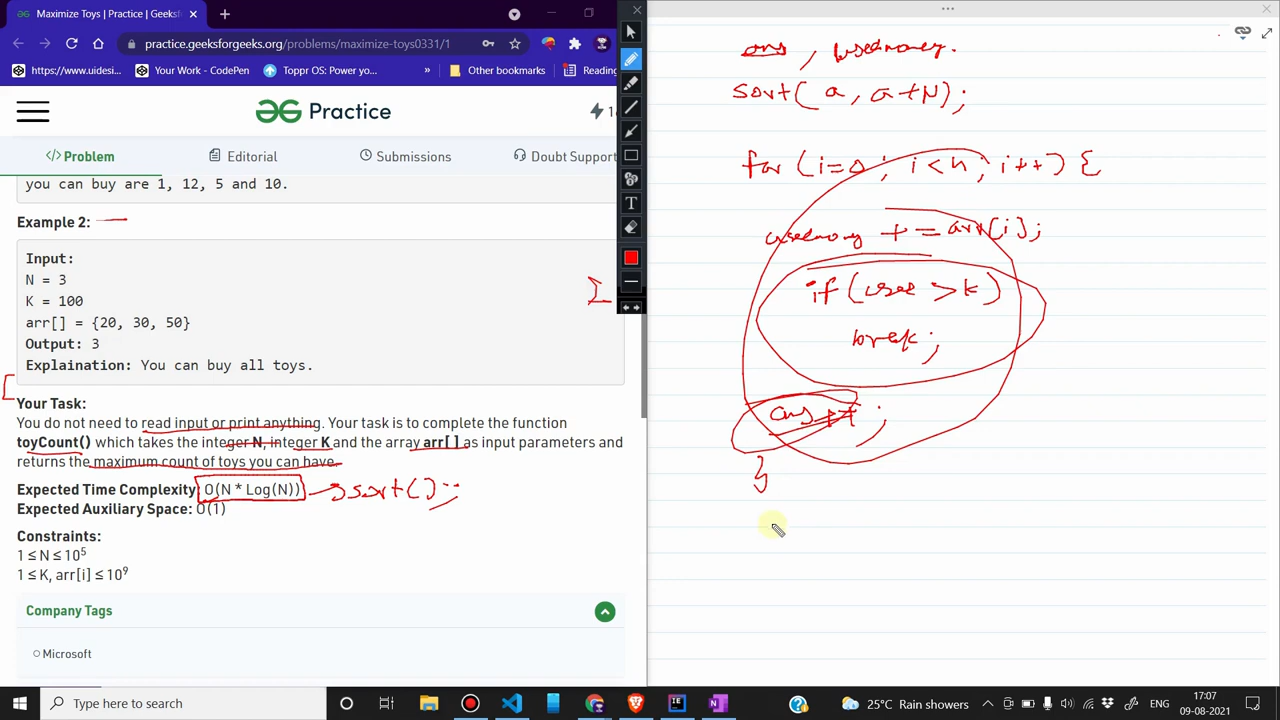 Maximize Toys | Practice | Geeksf
practice.geeksforgeeks.org/problems/maximize-toys0331/1
https://www.uidesi...
Your Work - CodePen
Toppr OS: Power yo...
»
Other bookmarks
Reading
Practice
Problem
Editorial
Submissions
Doubt Support
you can buy are 1, 12, 5 and 10.
Example 2:
Input:
N = 3
K = 100
arr[] = {20, 30, 50}
Output: 3
Explaination: You can buy all toys.
Your Task:
You do not need to read input or print anything. Your task is to complete the function
toyCount() which takes the integer N, integer K and the array arr[ ] as input parameters and
returns the maximum count of toys you can have.
Expected Time Complexity: O(N * Log(N)) → sort()
Expected Auxiliary Space: O(1)
Constraints:
1 ≤ N ≤ 10⁵
1 ≤ K, arr[i] ≤ 10⁹
Company Tags
Microsoft
T
ans, usedmoney.
sort( a, a+N);
for (i=0; i<n; i++) {
usedmony += arr[i];
if (used >k)
break;
ans++;
}
Type here to search
25°C Rain showers
ENG
17:07
09-08-2021